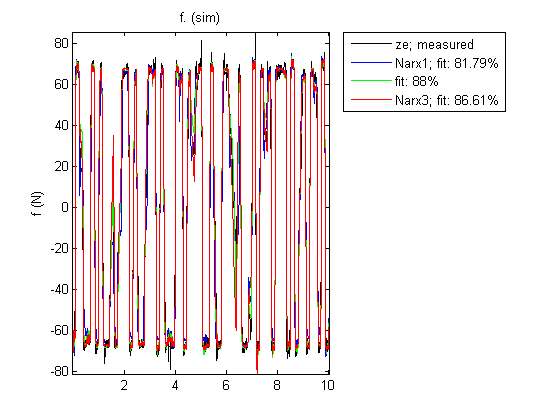 f. (sim)
ze; measured
Narx1; fit: 81.79%
fit: 88%
Narx3; fit: 86.61%
80
60
40
20
0
-20
-40
-60
-80
f (N)
2
4
6
8
10